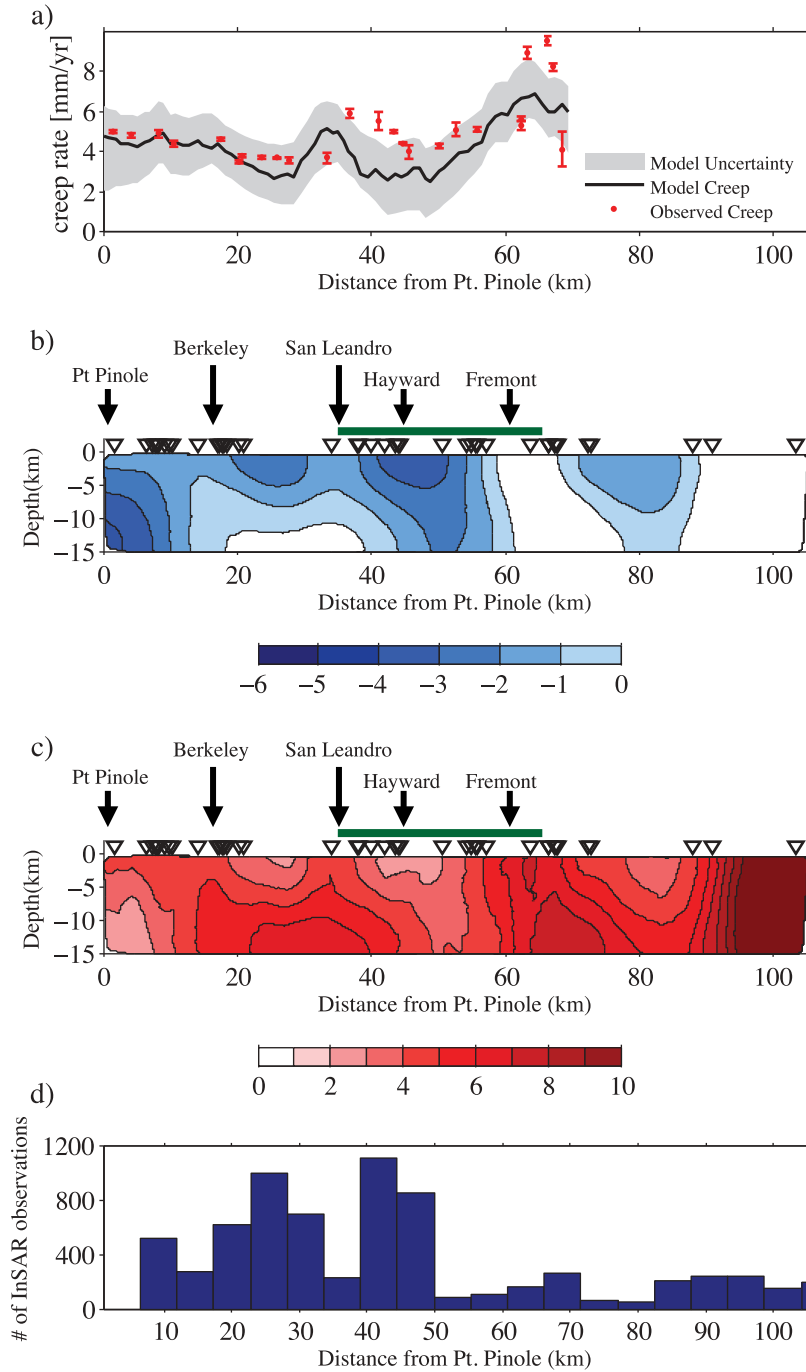 a)
creep rate [mm/yr]
8
6
4
2
0
Model Uncertainty
Model Creep
Observed Creep
0 20 40 60 80 100
Distance from Pt. Pinole (km)
b)
Berkeley San Leandro
Pt Pinole Hayward Fremont
Depth(km)
0
−5
−10
−15
0 20 40 60 80 100
Distance from Pt. Pinole (km)
−6 −5 −4 −3 −2 −1 0
c)
Berkeley San Leandro
Pt Pinole Hayward Fremont
Depth(km)
0
−5
−10
−15
0 20 40 60 80 100
Distance from Pt. Pinole (km)
0 2 4 6 8 10
d)
# of InSAR observations
1200
800
400
0
10 20 30 40 50 60 70 80 90 100
Distance from Pt. Pinole (km)